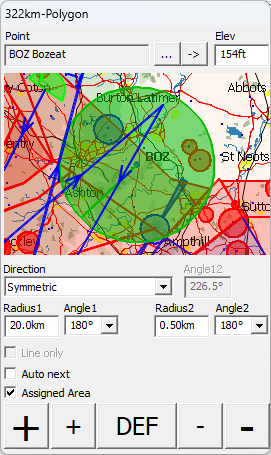 322km-Polygon
Point Elev
BOZ Bozeat ... -> 154ft
Burton Latimer Abbots
BOZ St Neots
Ashton
Ampthill
Direction Angle12
Symmetric 226.5°
Radius1 Angle1 Radius2 Angle2
20.0km 180° 0.50km 180°
Line only
Auto next
Assigned Area
+ + DEF - -